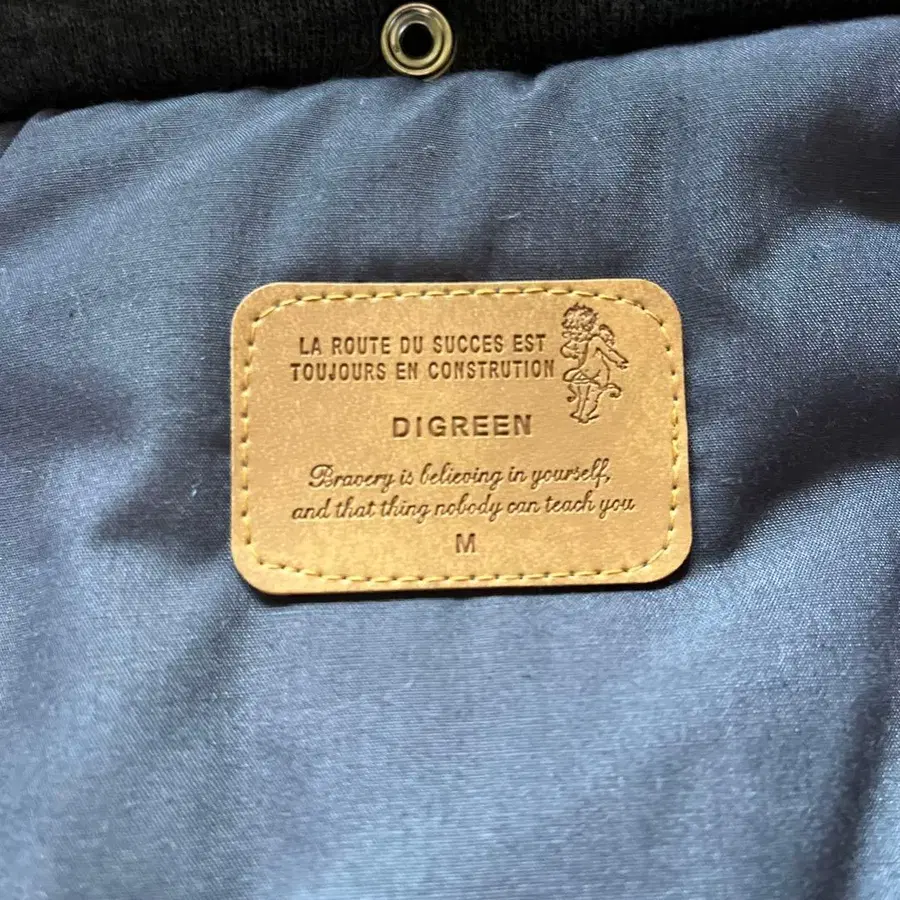 LA ROUTE DU SUCCES EST
TOUJOURS EN CONSTRUTION
DIGREEN
Bravery is believing in yourself,
and that thing nobody can teach you
M